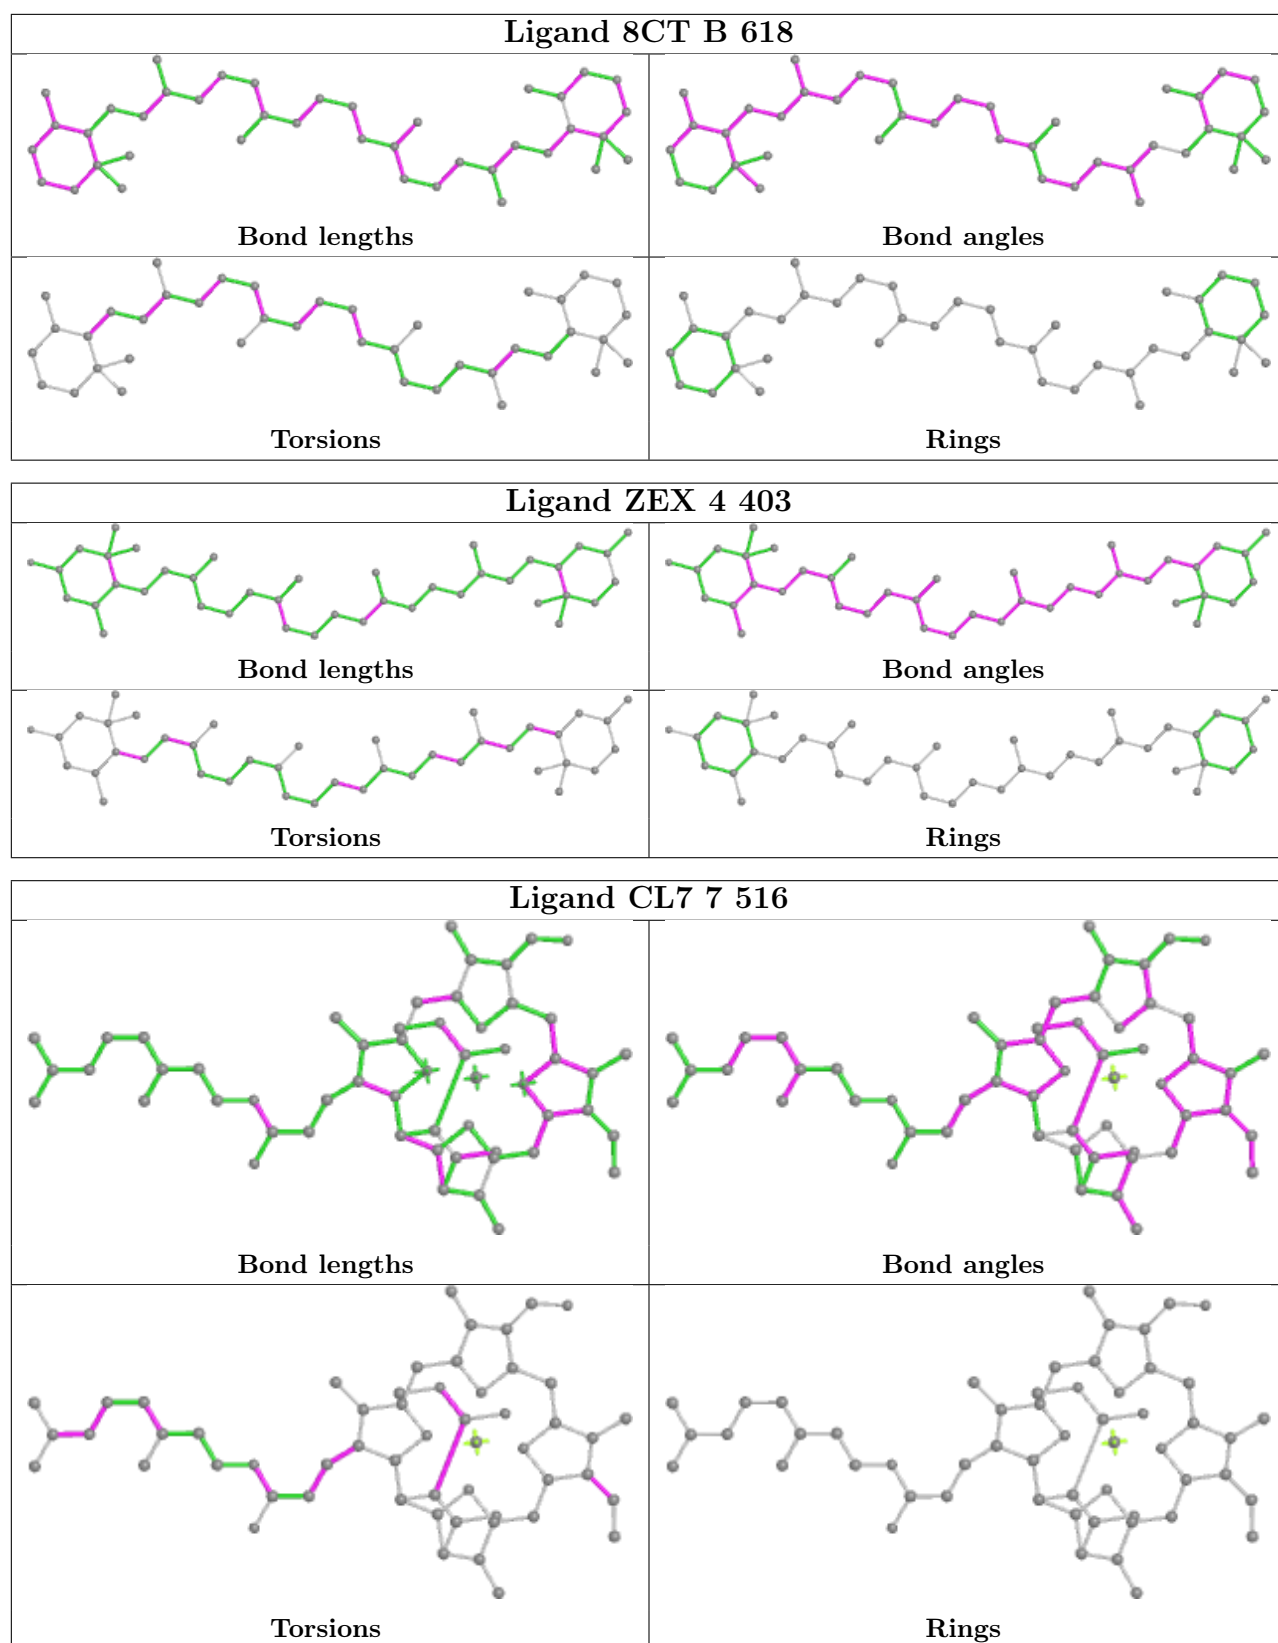 Ligand 8CT B 618
Bond lengths
Bond angles
Torsions
Rings
Ligand ZEX 4 403
Bond lengths
Bond angles
Torsions
Rings
Ligand CL7 7 516
Bond lengths
Bond angles
Torsions
Rings